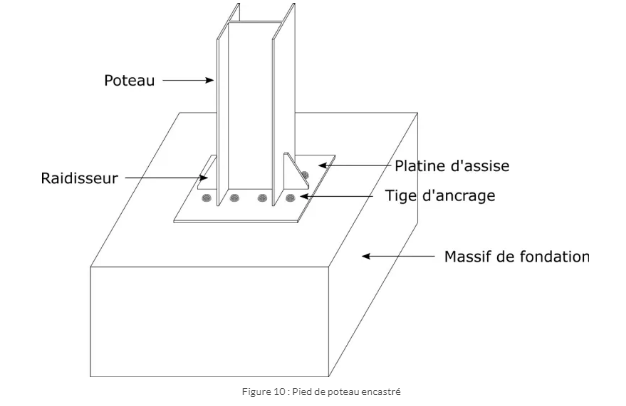 Poteau
Platine d'assise
Raidisseur
Tige d'ancrage
Massif de fondation
Figure 10 : Pied de poteau encastré